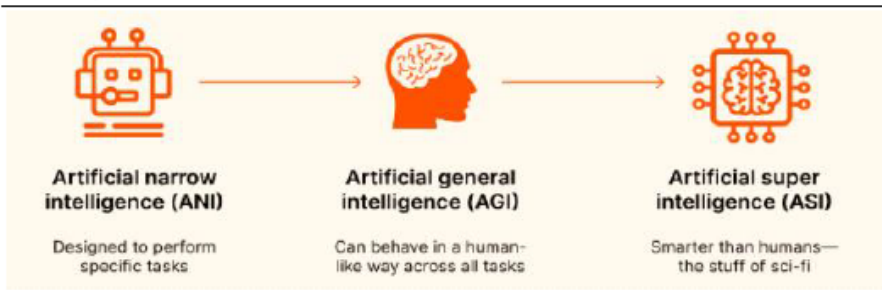 Artificial narrow
intelligence (ANI)
Designed to perform
specific tasks
Artificial general
intelligence (AGI)
Can behave in a human-
like way across all tasks
Artificial super
intelligence (ASI)
Smarter than humans—
the stuff of sci-fi